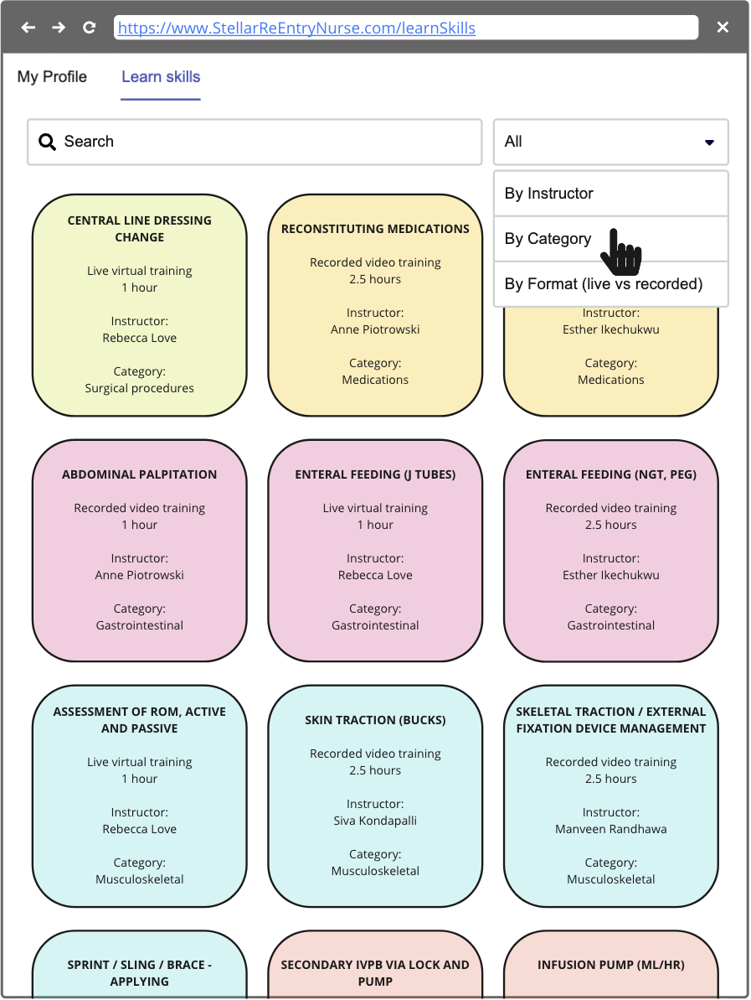 https://www.StellarReEntryNurse.com/learnSkills
My Profile
Learn skills
Search
All
By Instructor
By Category
By Format (live vs recorded)
CENTRAL LINE DRESSING
CHANGE
Live virtual training
1 hour
Instructor:
Rebecca Love
Category:
Surgical procedures
RECONSTITUTING MEDICATIONS
Recorded video training
2.5 hours
Instructor:
Anne Piotrowski
Category:
Medications
Instructor:
Esther Ikechukwu
Category:
Medications
ABDOMINAL PALPITATION
Recorded video training
1 hour
Instructor:
Anne Piotrowski
Category:
Gastrointestinal
ENTERAL FEEDING (J TUBES)
Live virtual training
1 hour
Instructor:
Rebecca Love
Category:
Gastrointestinal
ENTERAL FEEDING (NGT, PEG)
Recorded video training
2.5 hours
Instructor:
Esther Ikechukwu
Category:
Gastrointestinal
ASSESSMENT OF ROM, ACTIVE
AND PASSIVE
Live virtual training
1 hour
Instructor:
Rebecca Love
Category:
Musculoskeletal
SKIN TRACTION (BUCKS)
Recorded video training
2.5 hours
Instructor:
Siva Kondapalli
Category:
Musculoskeletal
SKELETAL TRACTION / EXTERNAL
FIXATION DEVICE MANAGEMENT
Recorded video training
2.5 hours
Instructor:
Manveen Randhawa
Category:
Musculoskeletal
SPRINT / SLING / BRACE -
APPLYING
SECONDARY IVPB VIA LOCK AND
PUMP
INFUSION PUMP (ML/HR)